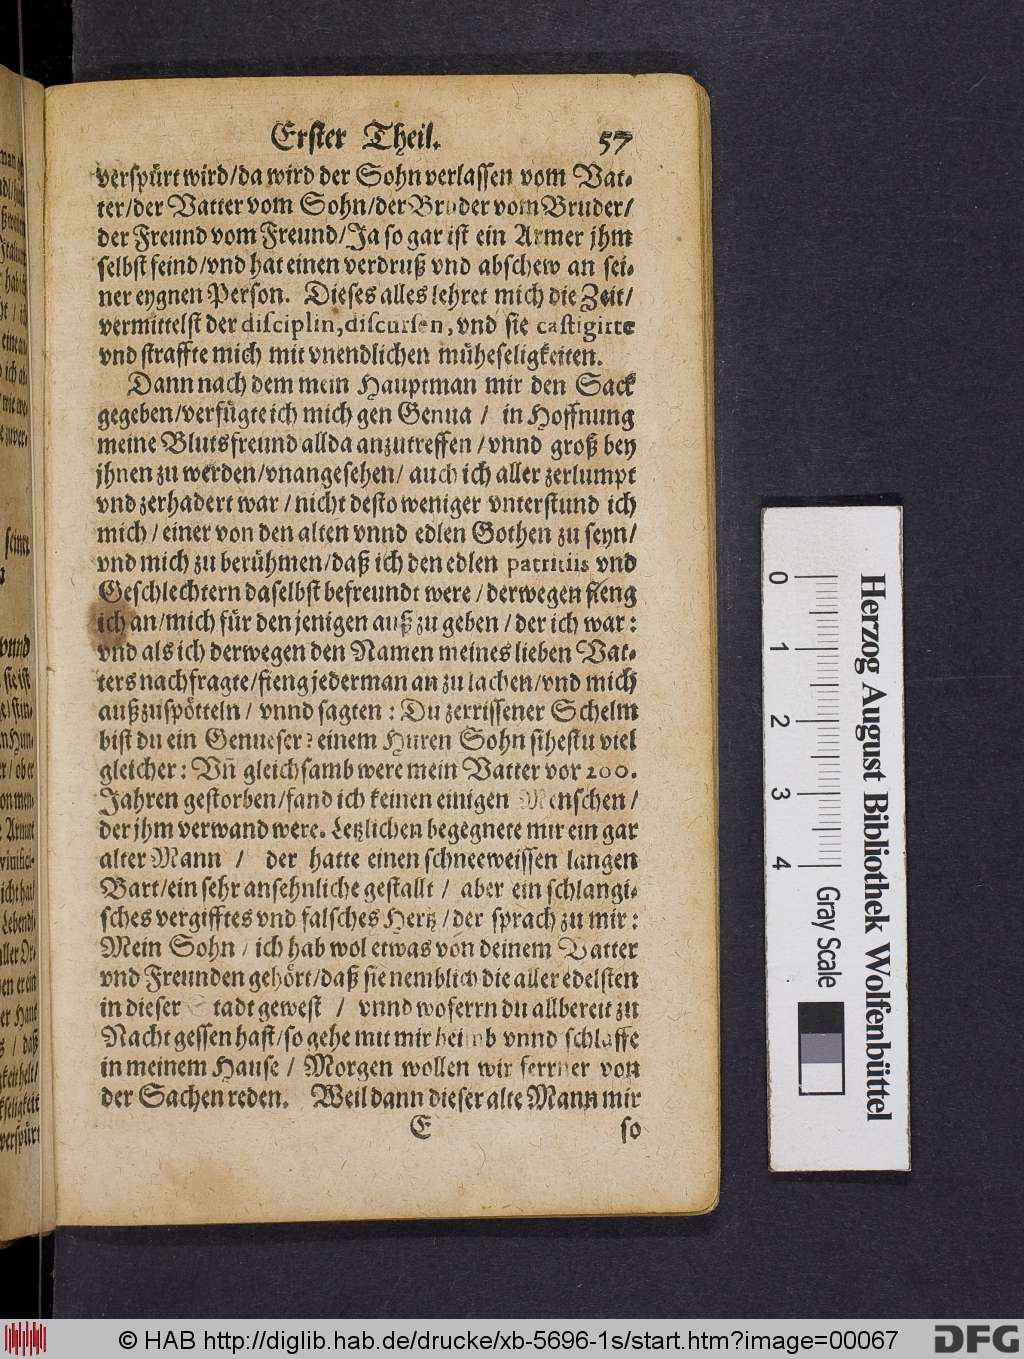 Erster Theil. 57
verspürt wird/da wird der Sohn verlassen vom Vat-
ter/der Vatter vom Sohn/der Bruder vom Bruder/
der Freund vom Freund/Ja so gar ist ein Armer jhm
selbst feind/vnd hat einen verdruß vnd abschew an sei-
ner eygnen Person. Dieses alles lehret mich die Zeit/
vermittelst der disciplin, discursen, vnd sie castigirte
vnd straffte mich mit vnendlichen müheseligkeiten.
Dann nach dem mein Hauptman mir den Sack
gegeben/verfügte ich mich gen Genua / in Hoffnung
meine Blutsfreund allda anzutreffen / vnnd groß bey
jhnen zu werden/vnangesehen/ auch ich aller zerlumpt
vnd zerhadert war / nicht desto weniger vnterstund ich
mich / einer von den alten vnnd edlen Gothen zu seyn/
vnd mich zu berühmen/daß ich den edlen patritiis vnd
Geschlechtern daselbst befreundt were / derwegen fieng
ich an/mich für den jenigen auß zu geben / der ich war:
vnd als ich derwegen den Namen meines lieben Vat-
ters nachfragte/fieng jederman an zu lachen/vnd mich
außzuspötteln / vnnd sagten : Du zerrissener Schelm
bist du ein Genueser? einem Huren Sohn sihestu viel
gleicher: Vñ gleichsamb were mein Vatter vor 200.
Jahren gestorben/fand ich keinen einigen Menschen/
der jhm verwand were. Letzlichen begegnete mir ein gar
alter Mann / der hatte einen schneeweissen langen
Bart/ein sehr ansehnliche gestallt / aber ein schlangi-
sches vergifftes vnd falsches Hertz/der sprach zu mir:
Mein Sohn / ich hab wol etwas von deinem Vatter
vnd Freunden gehört/daß sie nemblich die aller edelsten
in dieser Stadt gewest / vnnd woferrn du allbereit zu
Nacht gessen hast/so gehe mit mir heimb vnnd schlaffe
in meinem Hause / Morgen wollen wir ferrner von
der Sachen reden. Weil dann dieser alte Mann mir
E so
Herzog August Bibliothek Wolfenbüttel
0 1 2 3 4 Gray Scale
© HAB http://diglib.hab.de/drucke/xb-5696-1s/start.htm?image=00067 DFG